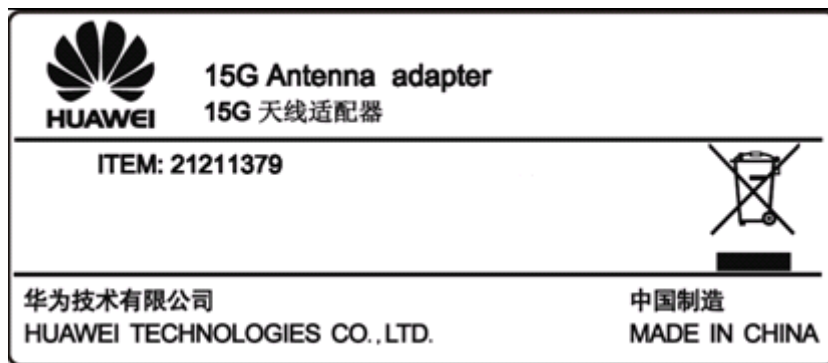 HUAWEI
15G Antenna adapter
15G 天线适配器
ITEM: 21211379
华为技术有限公司
HUAWEI TECHNOLOGIES CO.,LTD.
中国制造
MADE IN CHINA